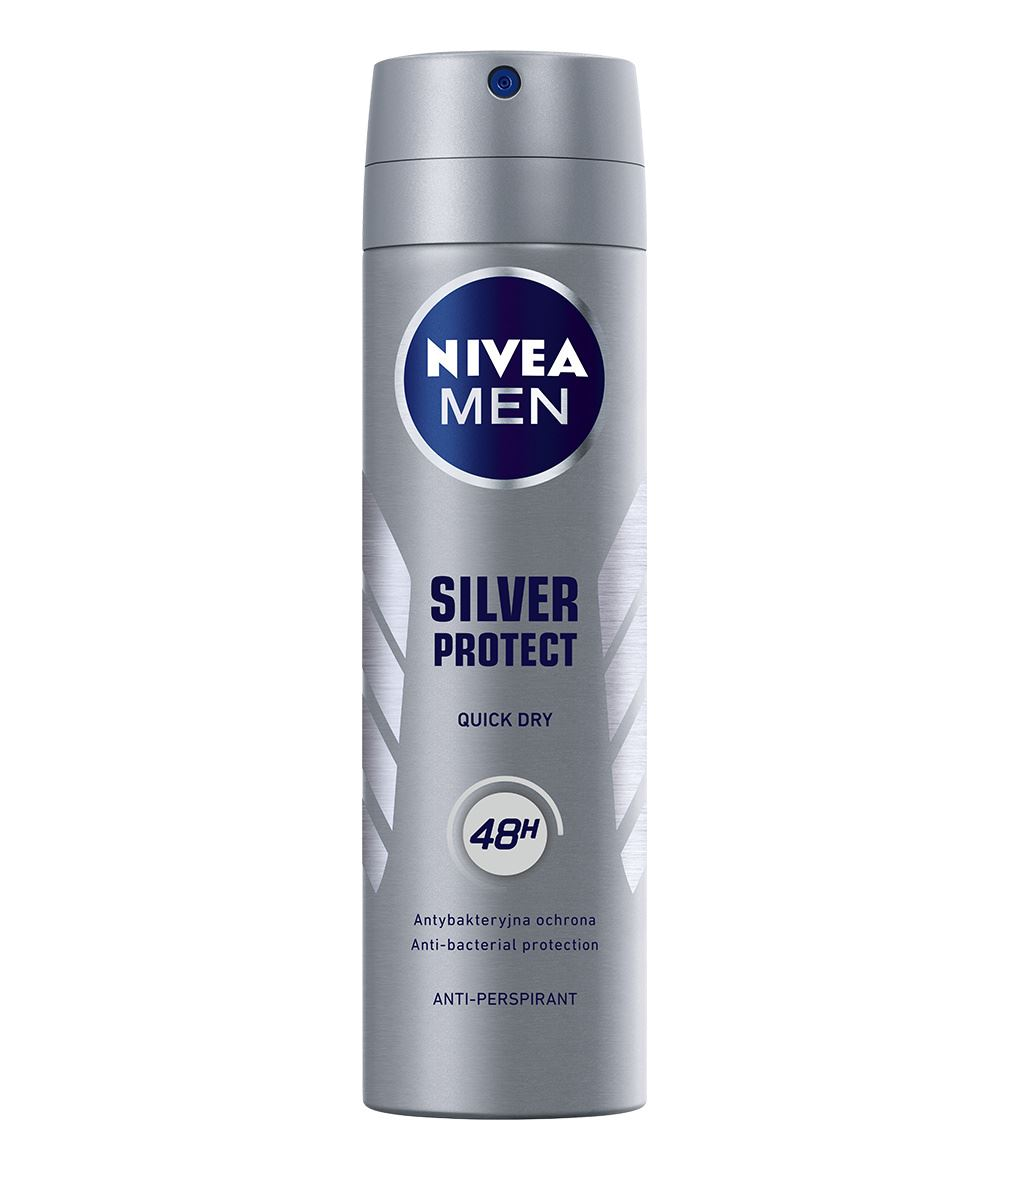 NIVEA
MEN
SILVER
PROTECT
QUICK DRY
48H
Antybakteryjna ochrona
Anti-bacterial protection
ANTI-PERSPIRANT